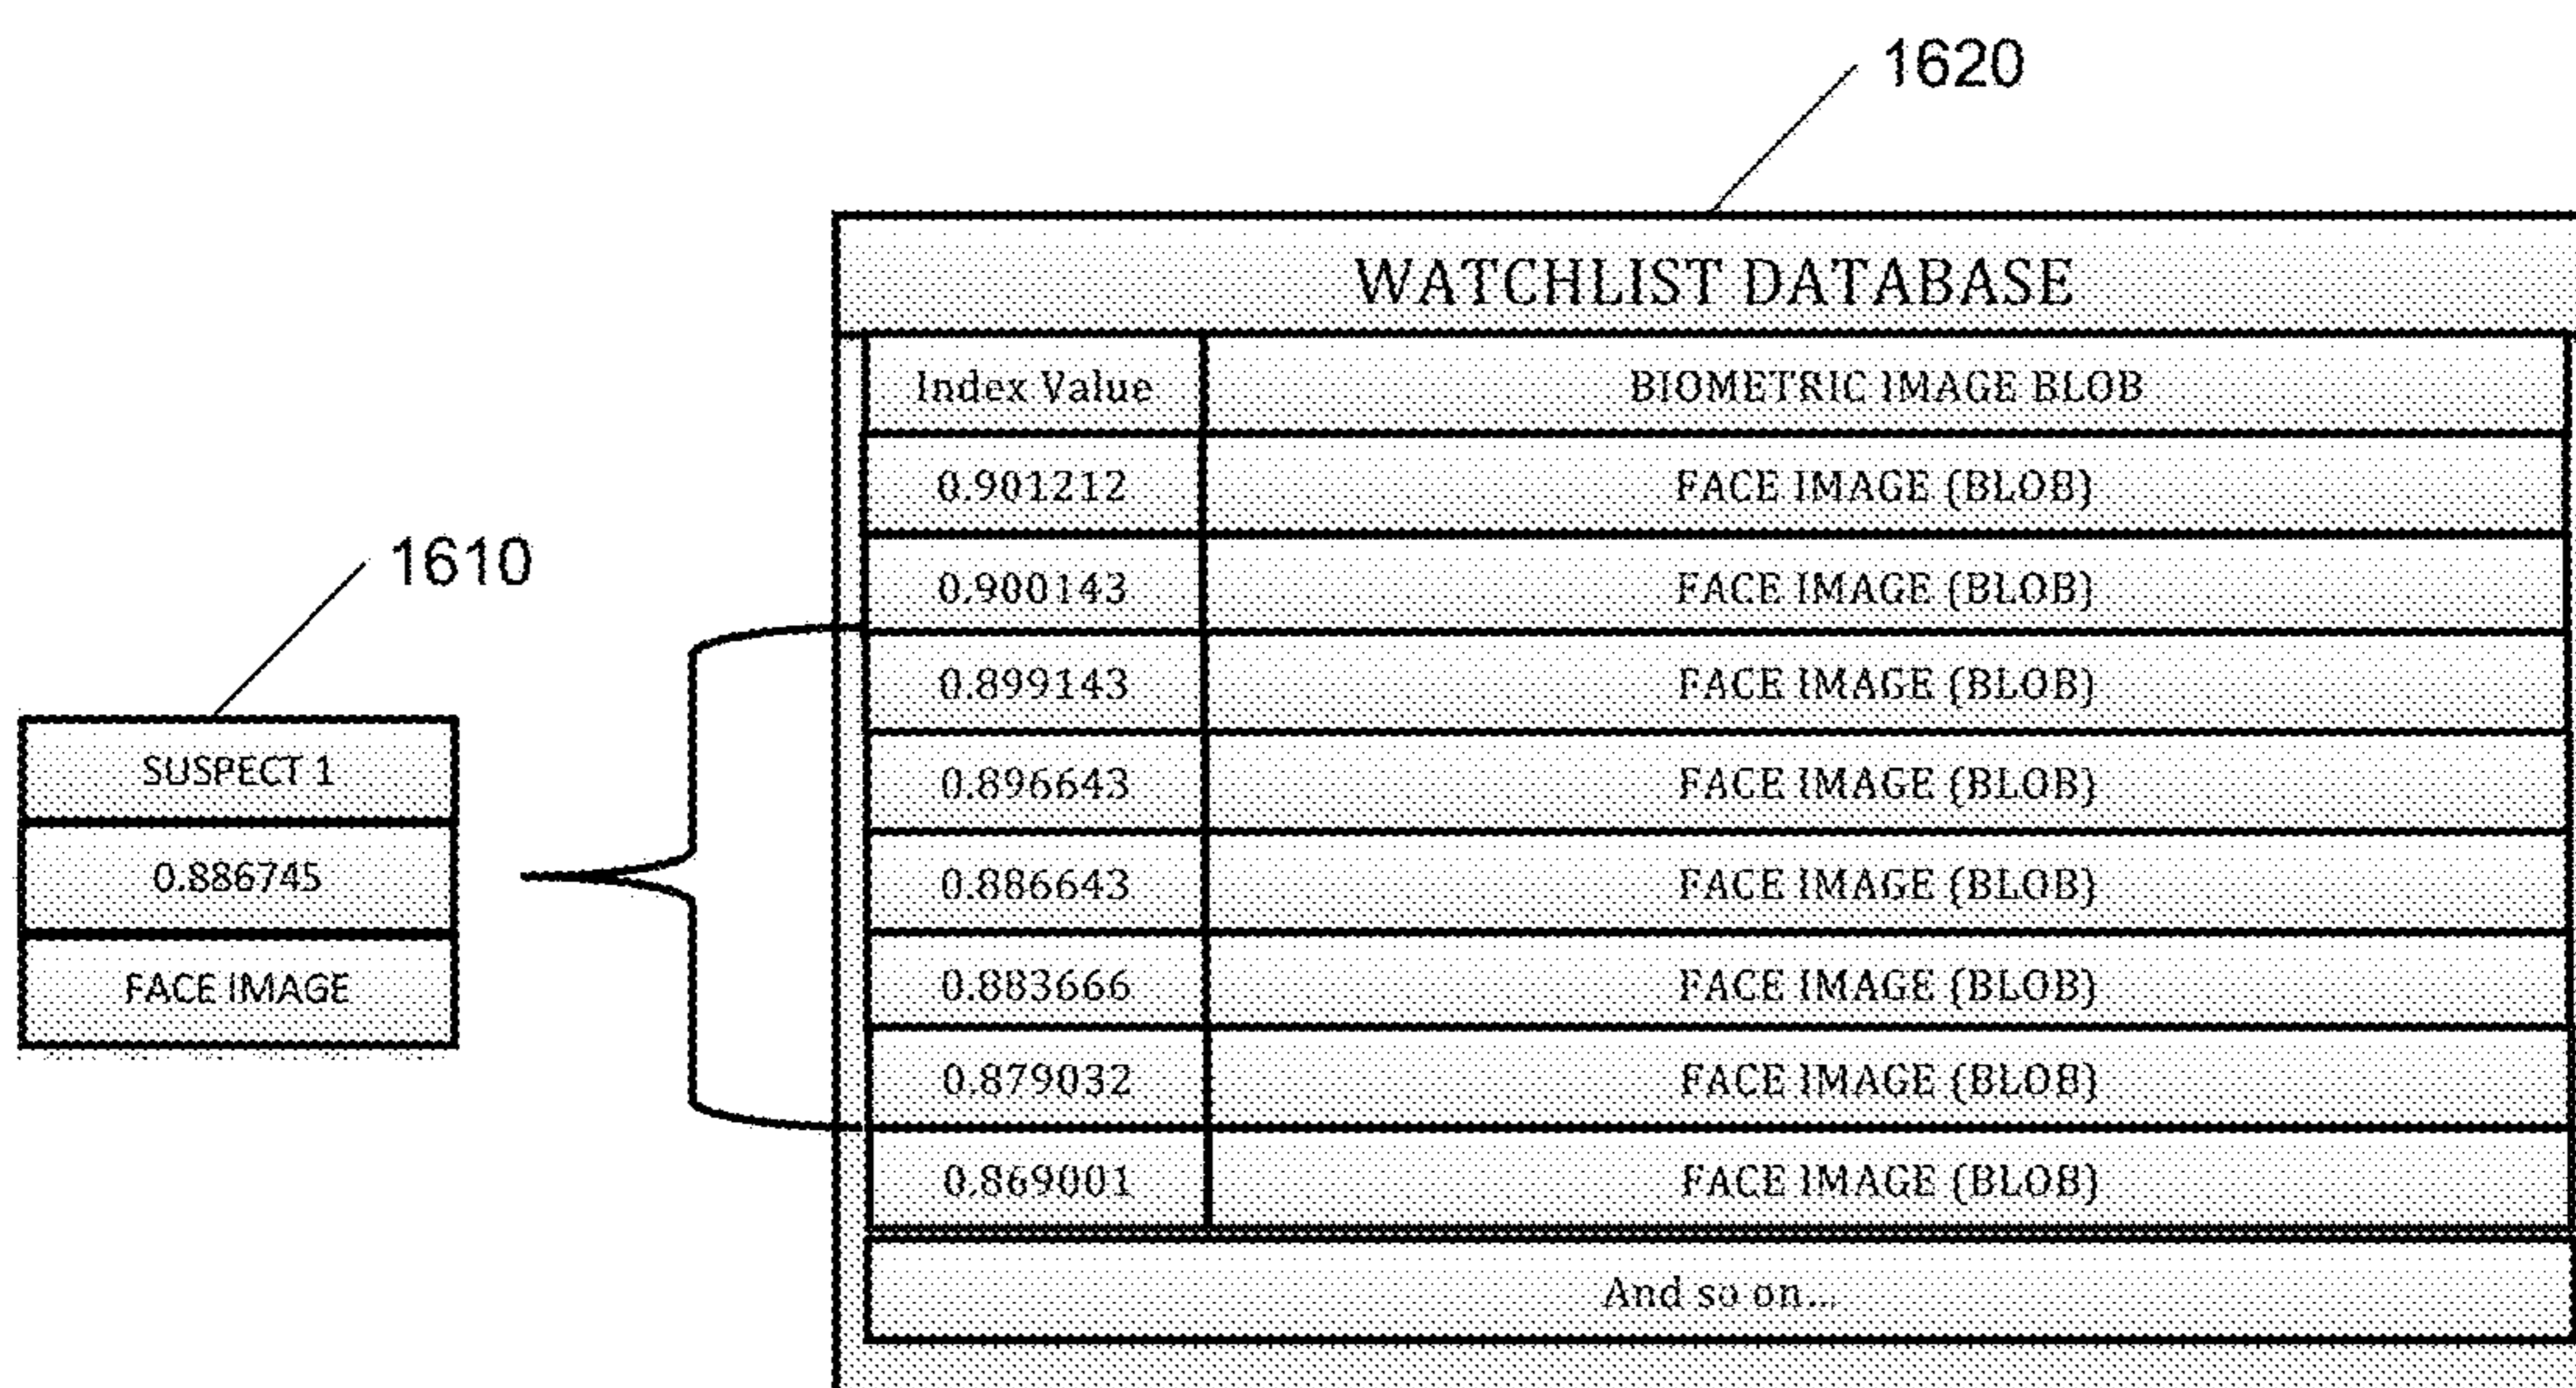 1620
WATCHLIST DATABASE
Index Value BIOMETRIC IMAGE BLOB
0.901212 FACE IMAGE (BLOB)
0.900143 FACE IMAGE (BLOB)
0.899143 FACE IMAGE (BLOB)
0.896643 FACE IMAGE (BLOB)
0.886643 FACE IMAGE (BLOB)
0.883666 FACE IMAGE (BLOB)
0.879032 FACE IMAGE (BLOB)
0.869001 FACE IMAGE (BLOB)
And so on...
1610
SUSPECT 1
0.886745
FACE IMAGE